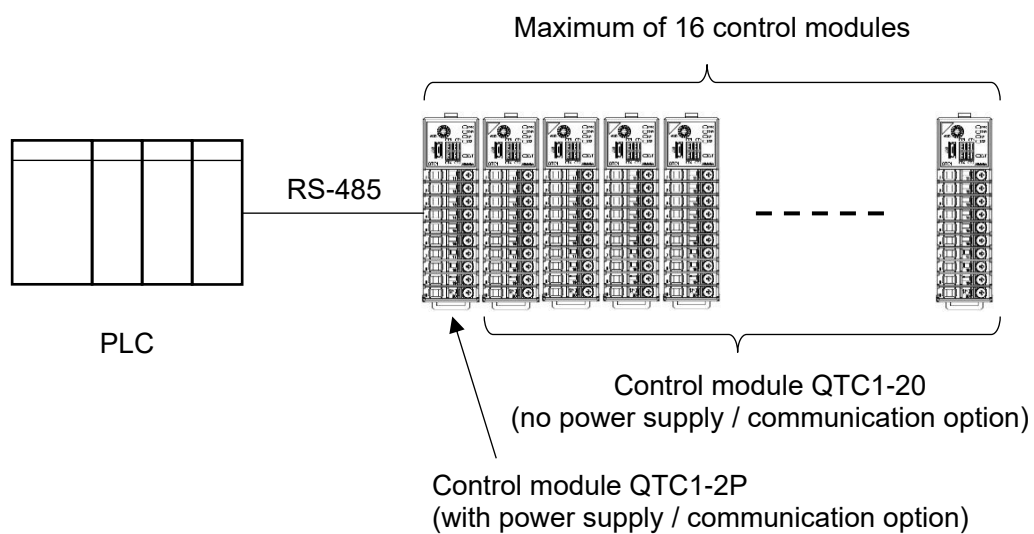 Maximum of 16 control modules
RS-485
PLC
Control module QTC1-20
(no power supply / communication option)
Control module QTC1-2P
(with power supply / communication option)